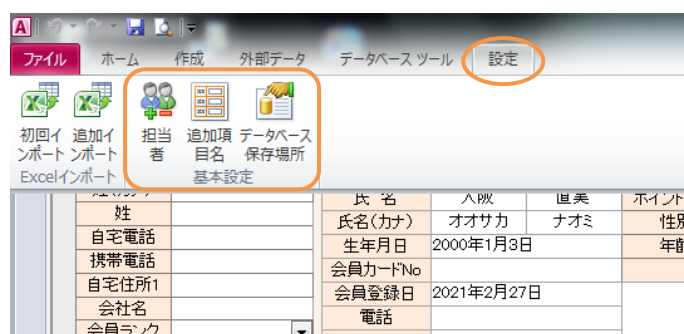 A
ファイル ホーム 作成 外部データ データベース ツール 設定
初回イ 追加イ 担当 追加項 データベース
ンポート ンポート 者 目名 保存場所
Excelインポート 基本設定
氏 名 大阪 直美
姓 氏名(カナ) オオサカ ナオミ
自宅電話 生年月日 2000年1月3日
携帯電話 会員カードNo
自宅住所1 会員登録日 2021年2月27日
会社名 電話
会員ランク